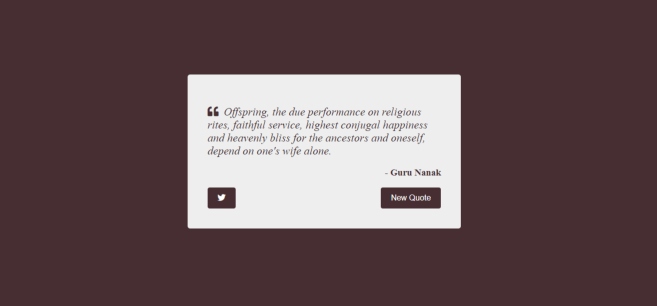 Offspring, the due performance on religious
rites, faithful service, highest conjugal happiness
and heavenly bliss for the ancestors and oneself,
depend on one's wife alone.
- Guru Nanak
New Quote